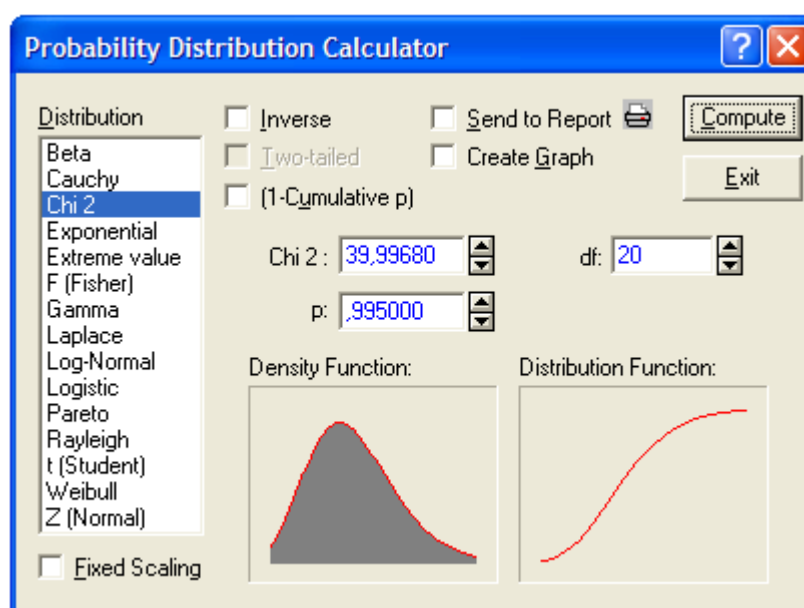 Probability Distribution Calculator
Distribution
Beta
Cauchy
Chi 2
Exponential
Extreme value
F (Fisher)
Gamma
Laplace
Log-Normal
Logistic
Pareto
Rayleigh
t (Student)
Weibull
Z (Normal)
Fixed Scaling
Inverse
Two-tailed
(1-Cumulative p)
Send to Report
Create Graph
Compute
Exit
Chi 2 : 39,99680
df: 20
p: ,995000
Density Function:
Distribution Function: